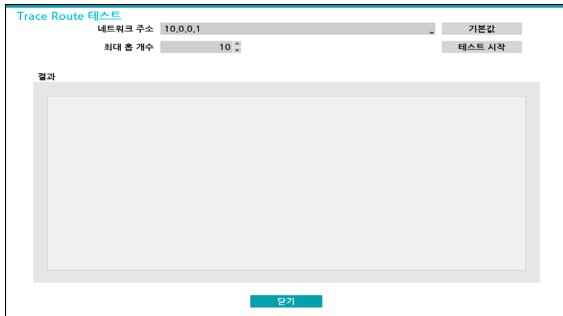 Trace Route 테스트
네트워크 주소 10,0,0,1 기본값
최대 홉 개수 10 테스트 시작
결과
닫기